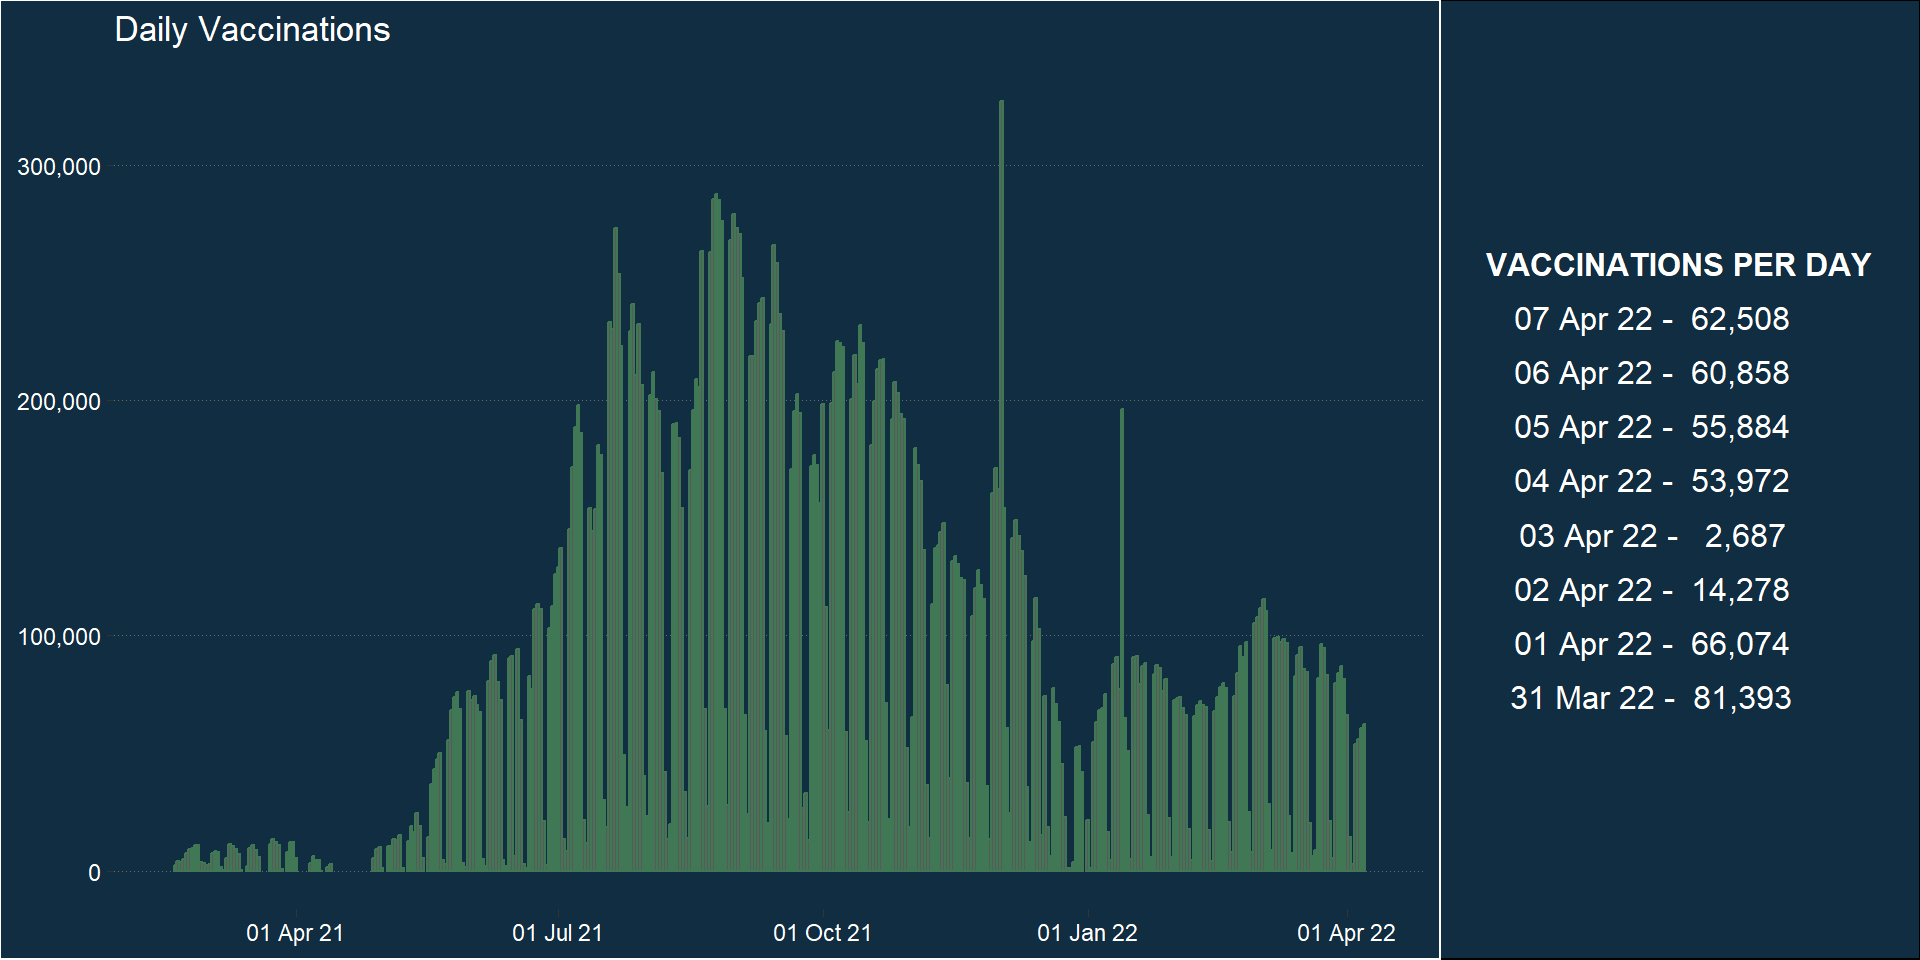 Daily Vaccinations
300,000
200,000
100,000
0
01 Apr 21
01 Jul 21
01 Oct 21
01 Jan 22
01 Apr 22
VACCINATIONS PER DAY
07 Apr 22 - 62,508
06 Apr 22 - 60,858
05 Apr 22 - 55,884
04 Apr 22 - 53,972
03 Apr 22 - 2,687
02 Apr 22 - 14,278
01 Apr 22 - 66,074
31 Mar 22 - 81,393